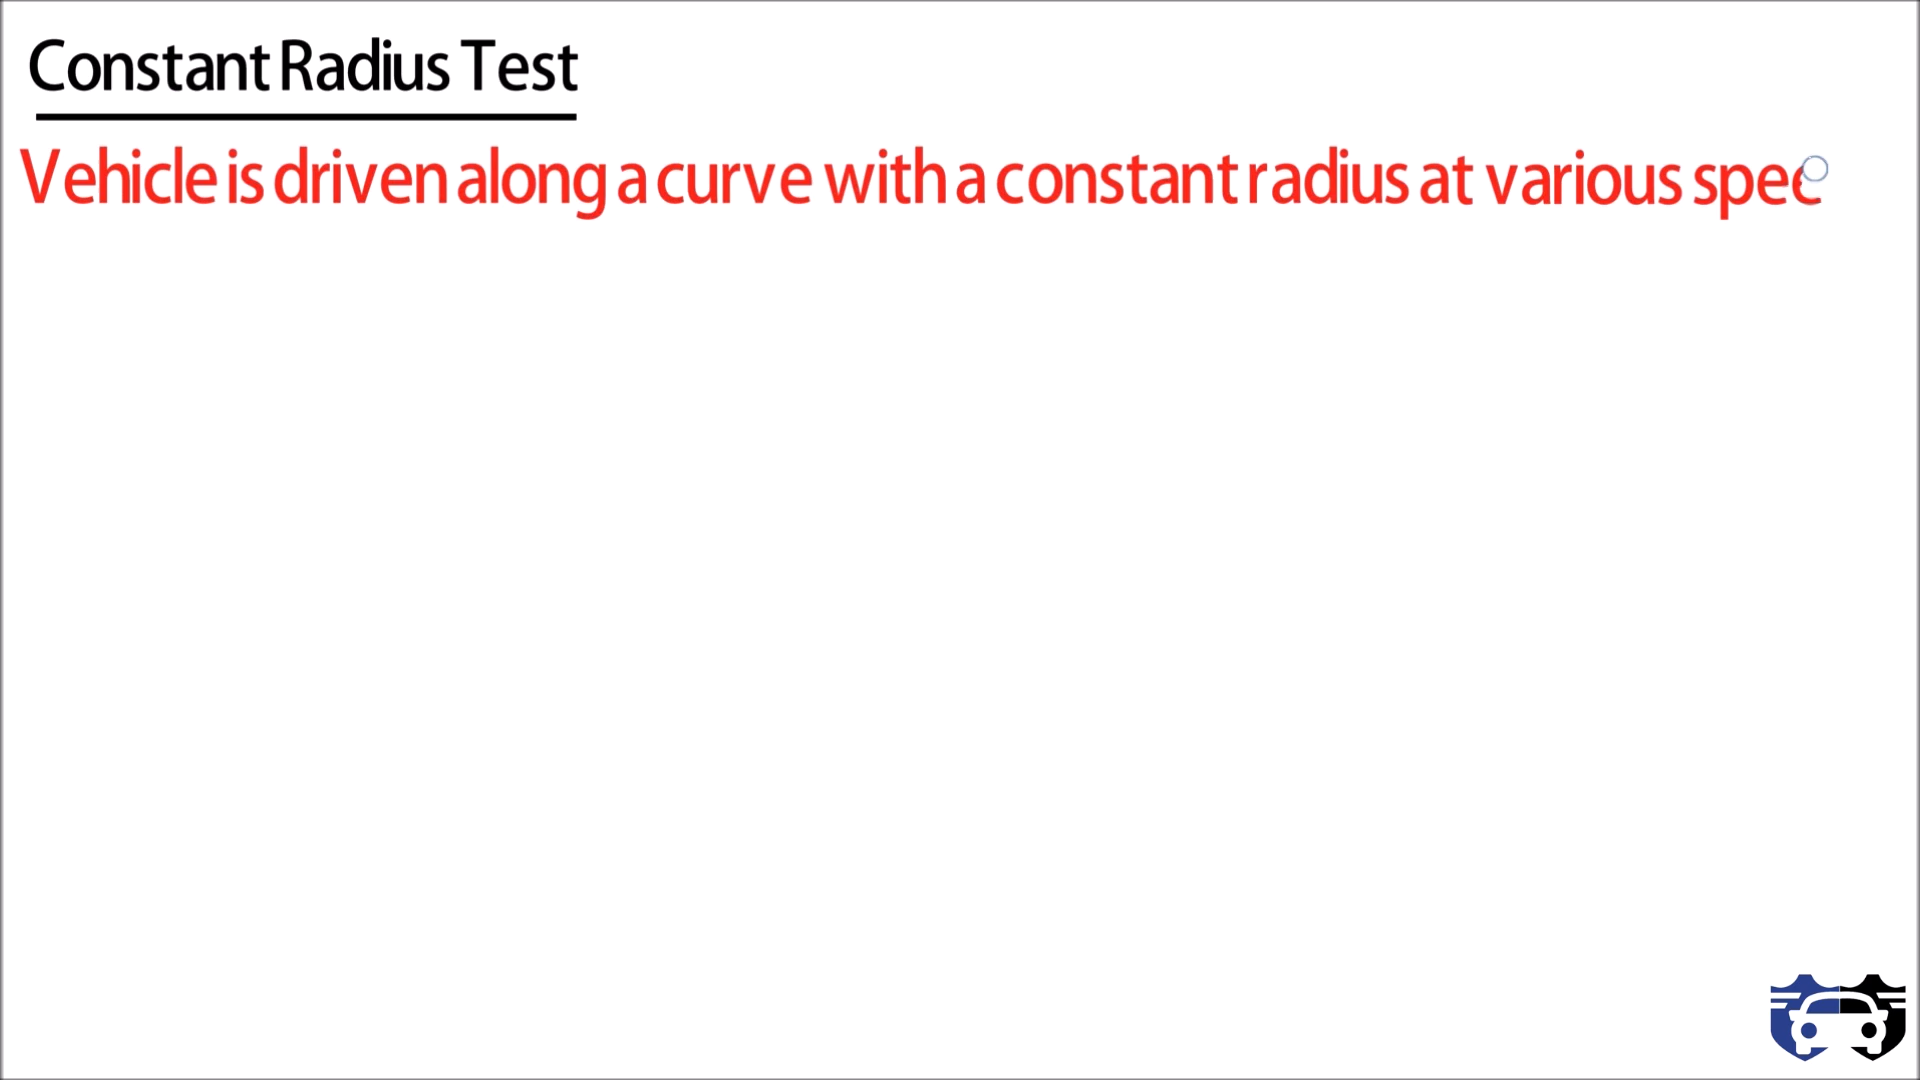 Constant Radius Test
Vehicle is driven along a curve with a constant radius at various spee